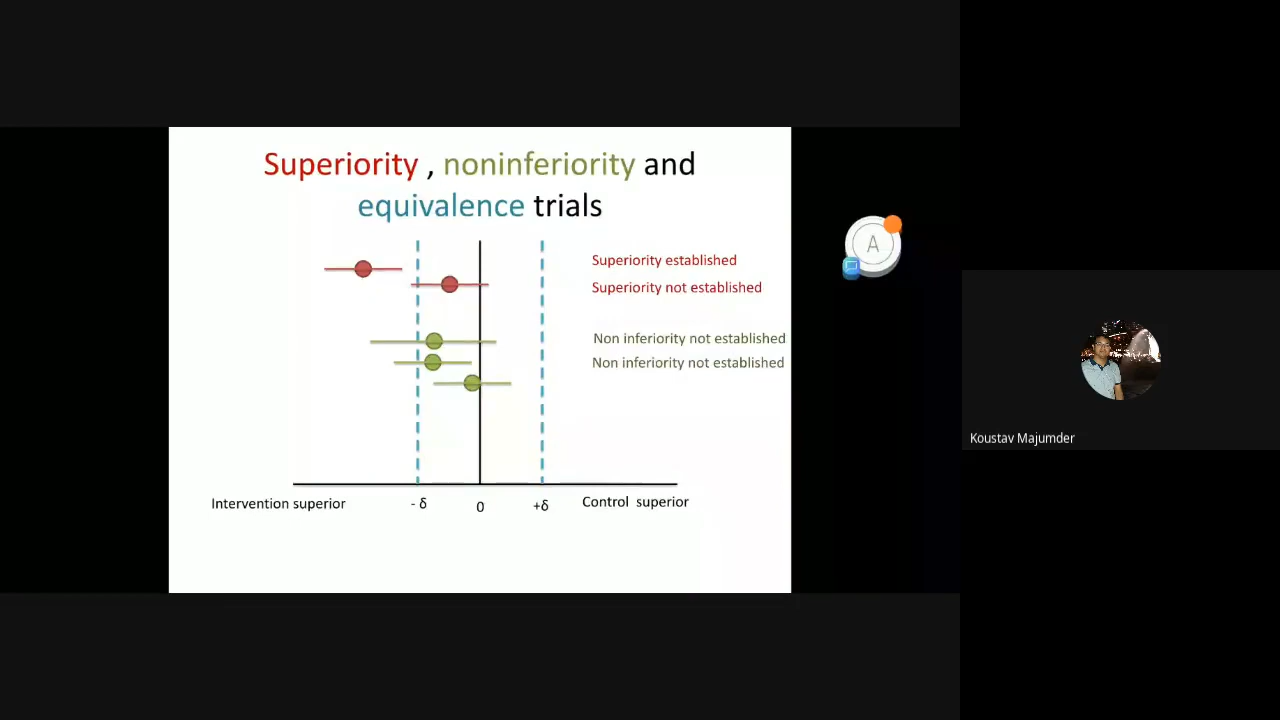 Superiority , noninferiority and
equivalence trials
Superiority established
Superiority not established
Non inferiority not established
Non inferiority not established
Intervention superior
- δ
0
+δ
Control superior
A
Koustav Majumder